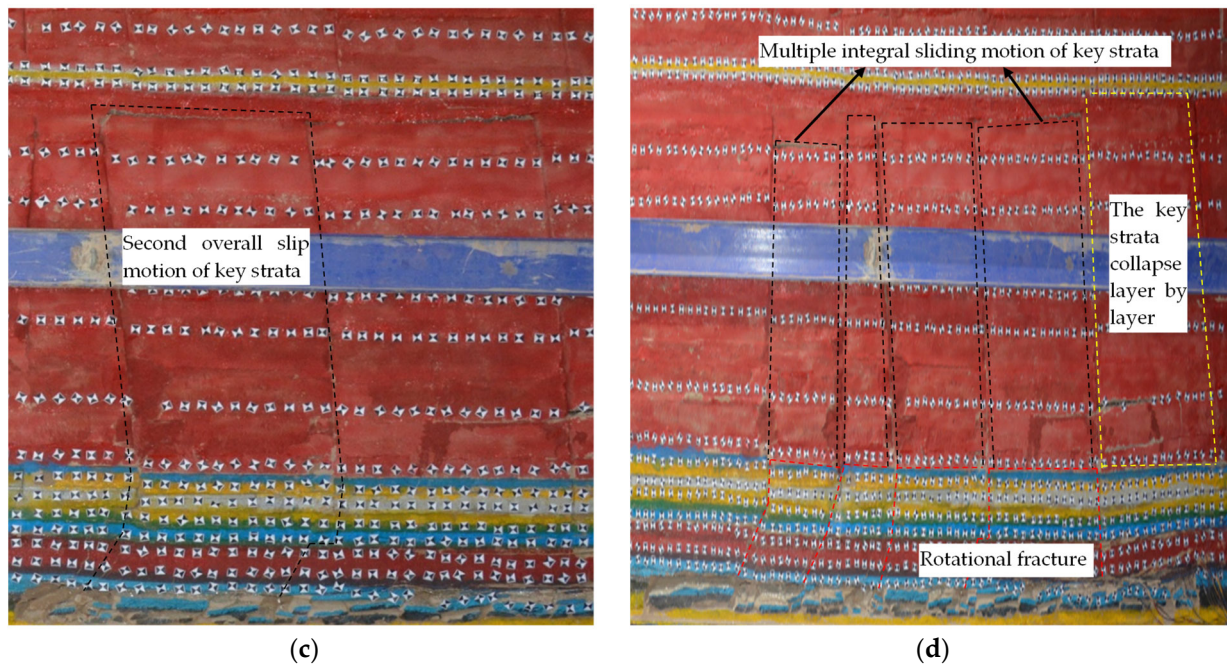 Second overall slip
motion of key strata
(c)
Multiple integral sliding motion of key strata
The key
strata
collapse
layer by
layer
Rotational fracture
(d)